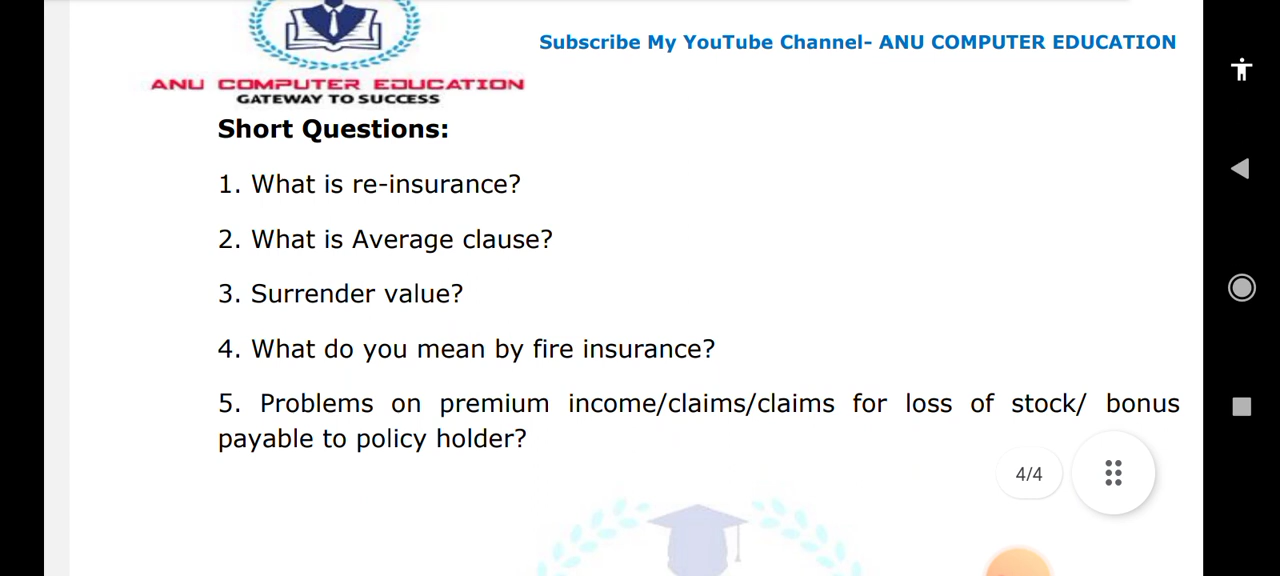 Subscribe My YouTube Channel- ANU COMPUTER EDUCATION
ANU COMPUTER EDUCATION
GATEWAY TO SUCCESS
Short Questions:
1. What is re-insurance?
2. What is Average clause?
3. Surrender value?
4. What do you mean by fire insurance?
5. Problems on premium income/claims/claims for loss of stock/ bonus
payable to policy holder?
4/4